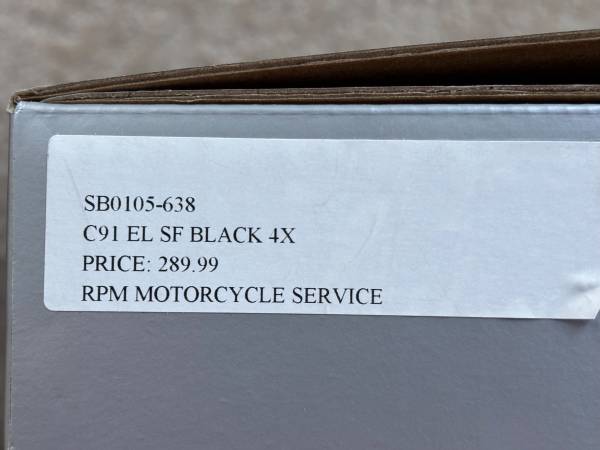 SB0105-638
C91 EL SF BLACK 4X
PRICE: 289.99
RPM MOTORCYCLE SERVICE